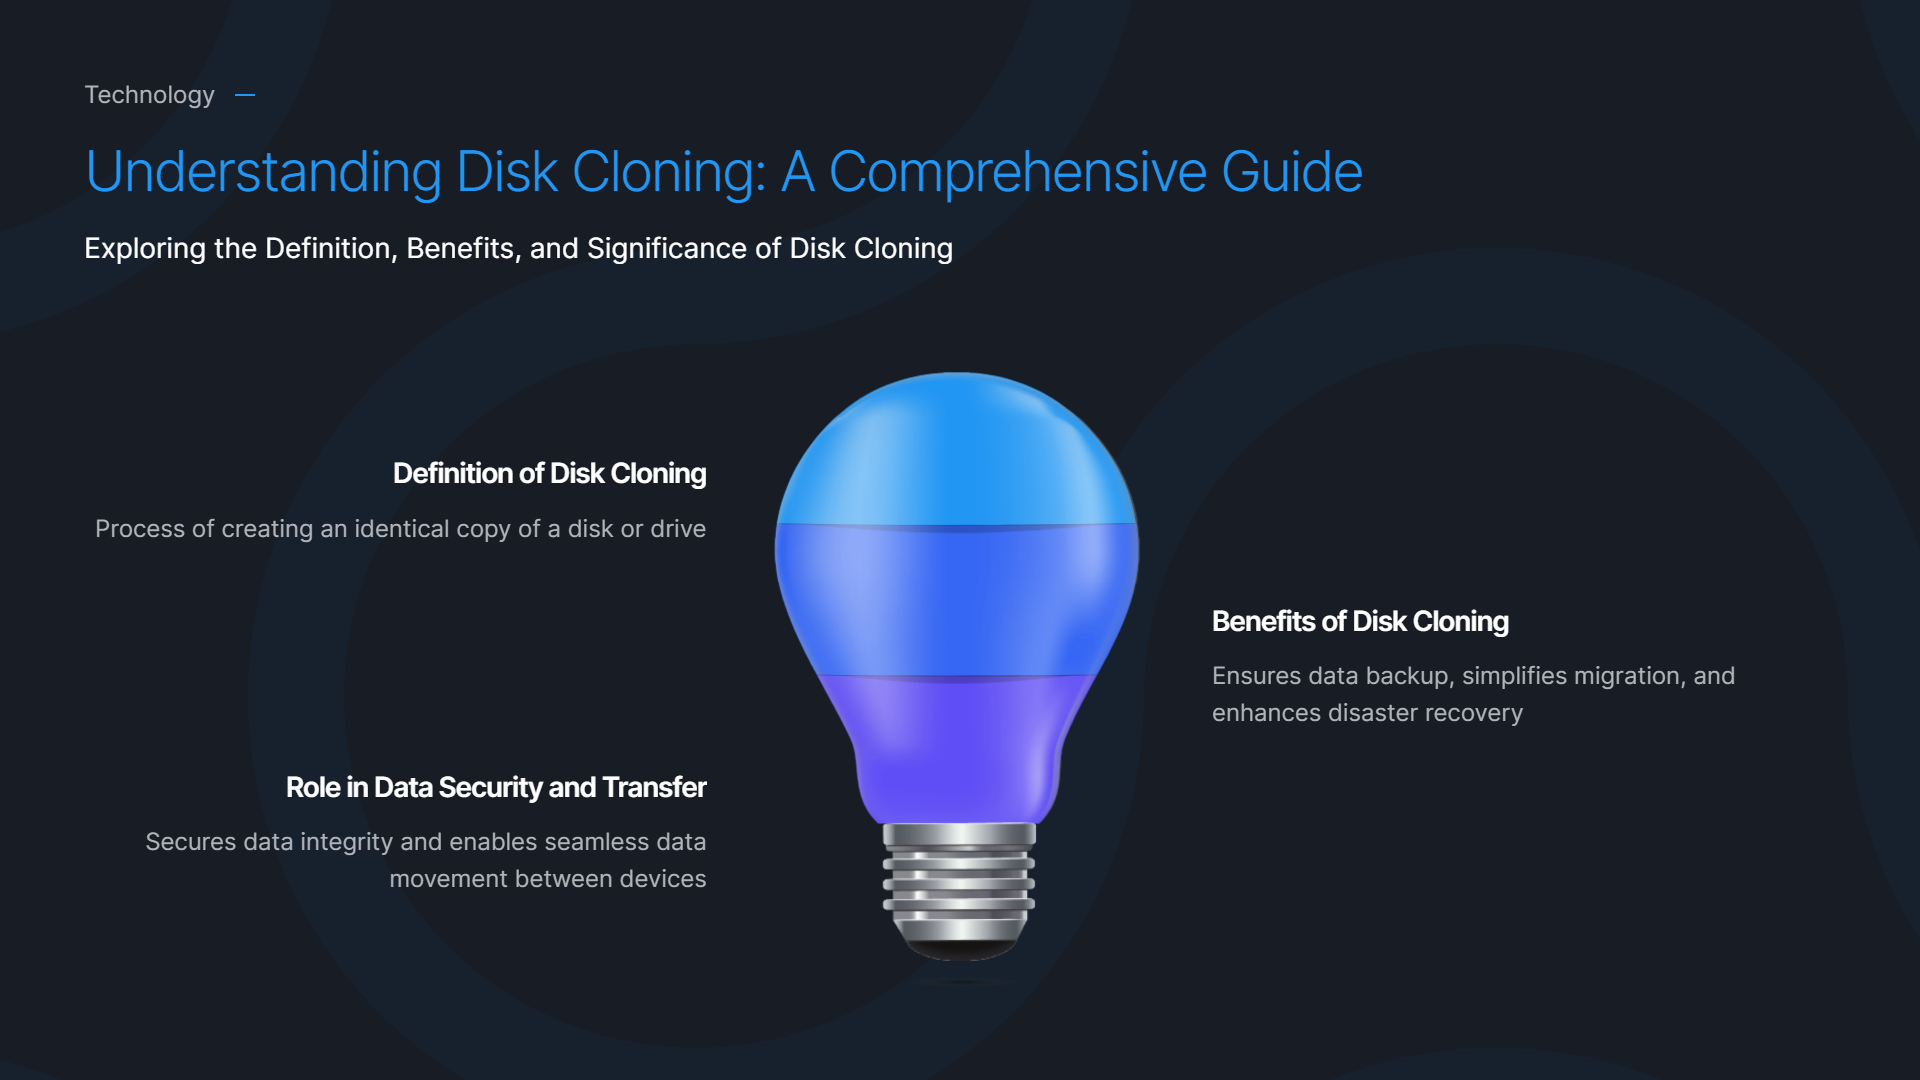 Technology
Understanding Disk Cloning: A Comprehensive Guide
Exploring the Definition, Benefits, and Significance of Disk Cloning
Definition of Disk Cloning
Process of creating an identical copy of a disk or drive
Benefits of Disk Cloning
Ensures data backup, simplifies migration, and
enhances disaster recovery
Role in Data Security and Transfer
Secures data integrity and enables seamless data
movement between devices